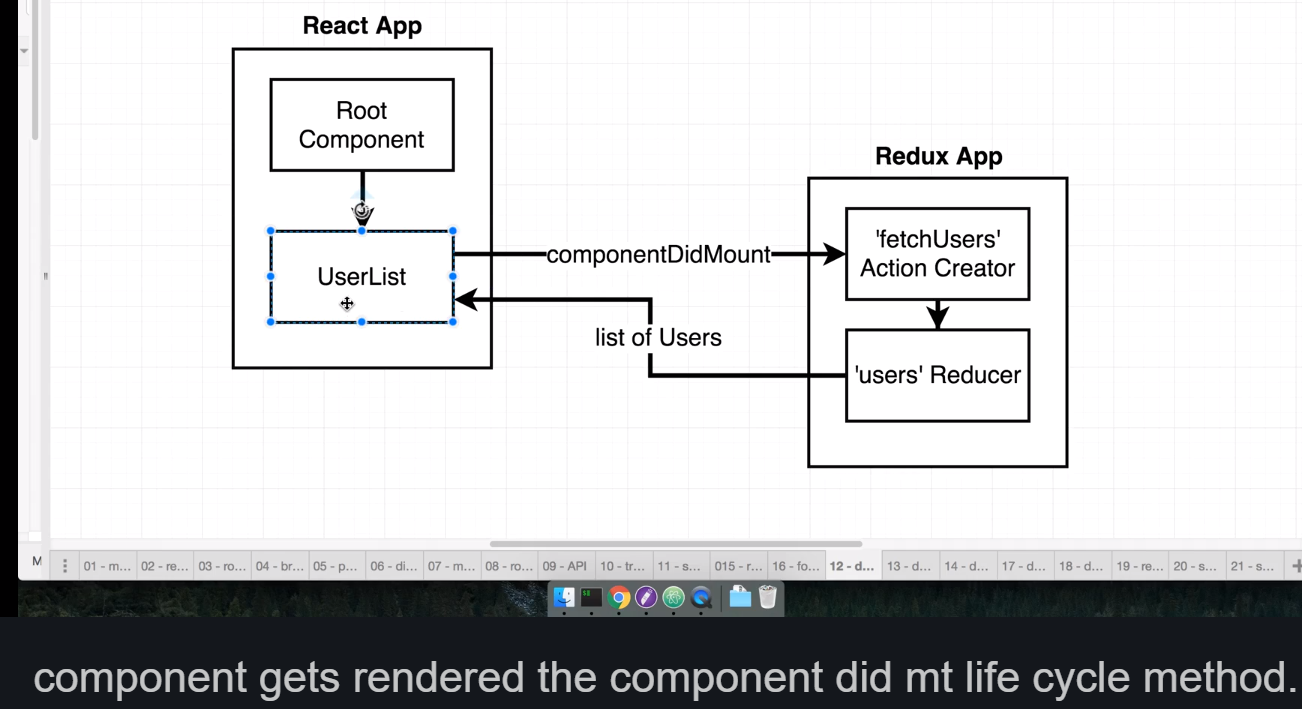 React App
Root
Component
UserList
componentDidMount
list of Users
Redux App
'fetchUsers'
Action Creator
'users' Reducer
M
01 - m... 02 - re... 03 - ro... 04 - br... 05 - p... 06 - di... 07 - m... 08 - ro... 09 - API 10 - tr... 11 - s... 015 - r... 16 - fo... 12 - d... 13 - d... 14 - d... 17 - d... 18 - d... 19 - re... 20 - s... 21 - s...
component gets rendered the component did mt life cycle method.